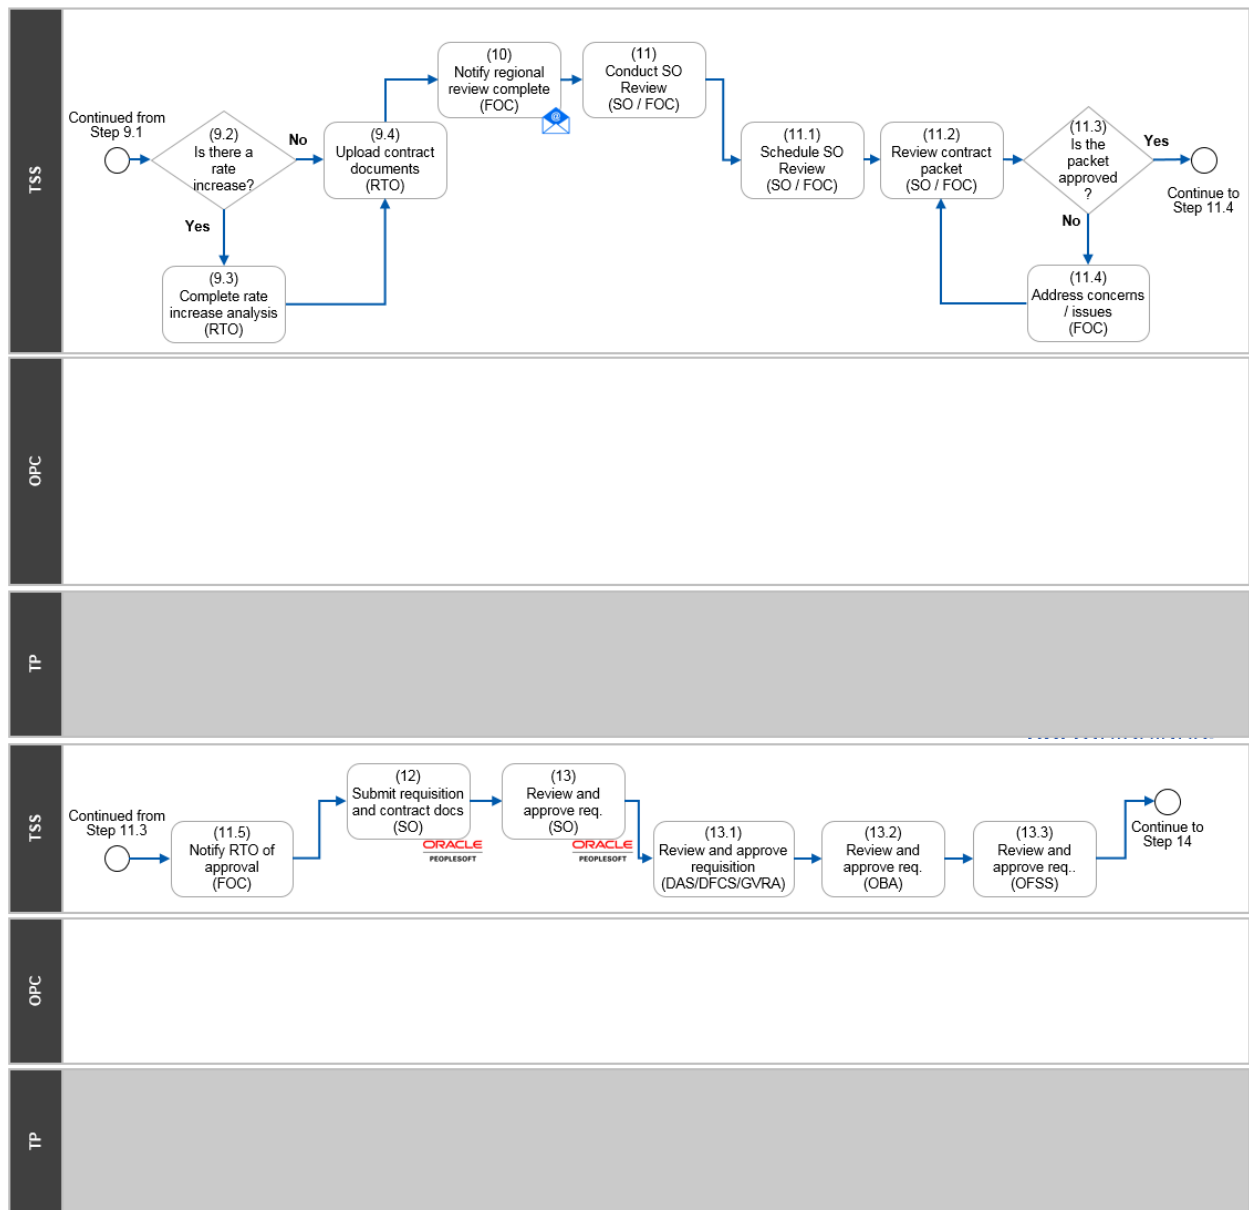 TSS
Continued from
Step 9.1
(9.2)
Is there a
rate
increase?
No
Yes
(9.3)
Complete rate
increase analysis
(RTO)
(9.4)
Upload contract
documents
(RTO)
(10)
Notify regional
review complete
(FOC)
@
(11)
Conduct SO
Review
(SO / FOC)
(11.1)
Schedule SO
Review
(SO / FOC)
(11.2)
Review contract
packet
(SO / FOC)
(11.3)
Is the
packet
approved
?
Yes
No
Continue to
Step 11.4
(11.4)
Address concerns
/ issues
(FOC)
OPC
TP
TSS
Continued from
Step 11.3
(11.5)
Notify RTO of
approval
(FOC)
(12)
Submit requisition
and contract docs
(SO)
ORACLE
PEOPLESOFT
(13)
Review and
approve req.
(SO)
ORACLE
PEOPLESOFT
(13.1)
Review and approve
requisition
(DAS/DFCS/GVRA)
(13.2)
Review and
approve req.
(OBA)
(13.3)
Review and
approve req..
(OFSS)
Continue to
Step 14
OPC
TP